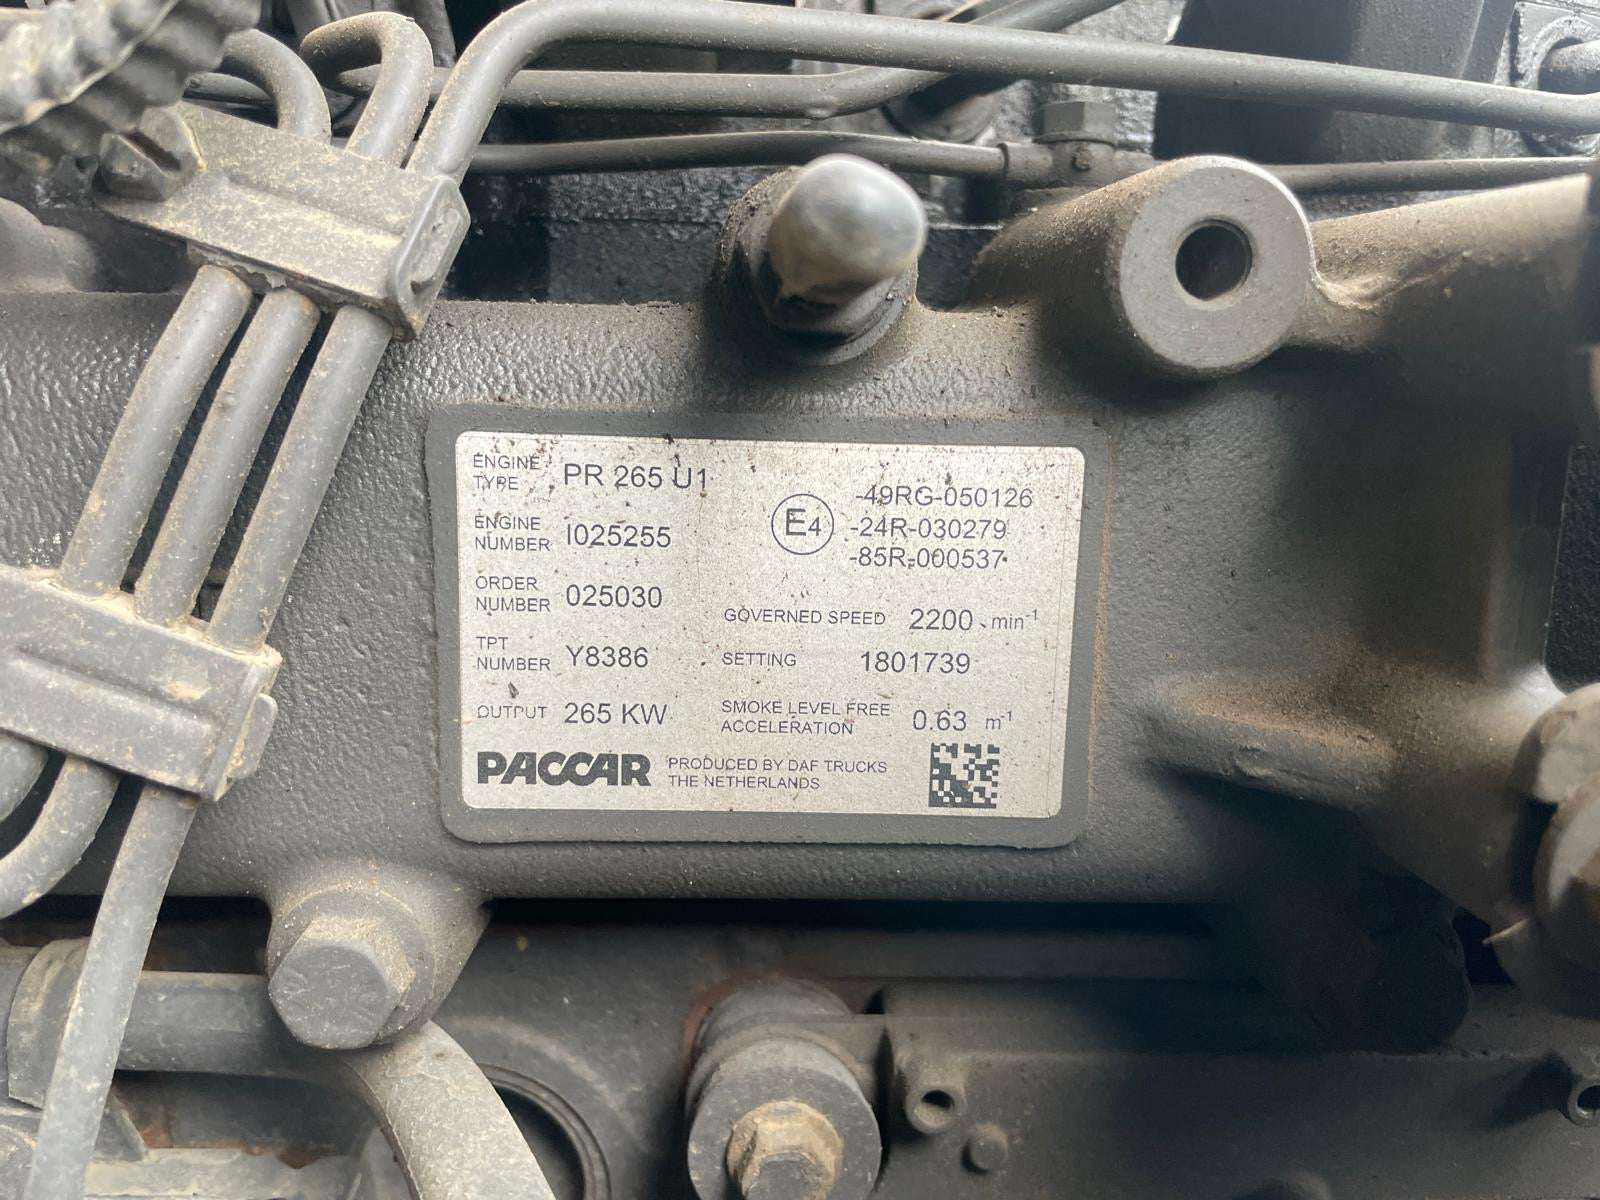 ENGINE TYPE PR 265 U1
ENGINE NUMBER I025255
ORDER NUMBER 025030
TPT NUMBER Y8386
OUTPUT 265 KW
E4
-49RG-050126
-24R-030279
-85R-000537
GOVERNED SPEED 2200 min-1
SETTING 1801739
SMOKE LEVEL FREE ACCELERATION 0.63 m-1
PACCAR
PRODUCED BY DAF TRUCKS
THE NETHERLANDS